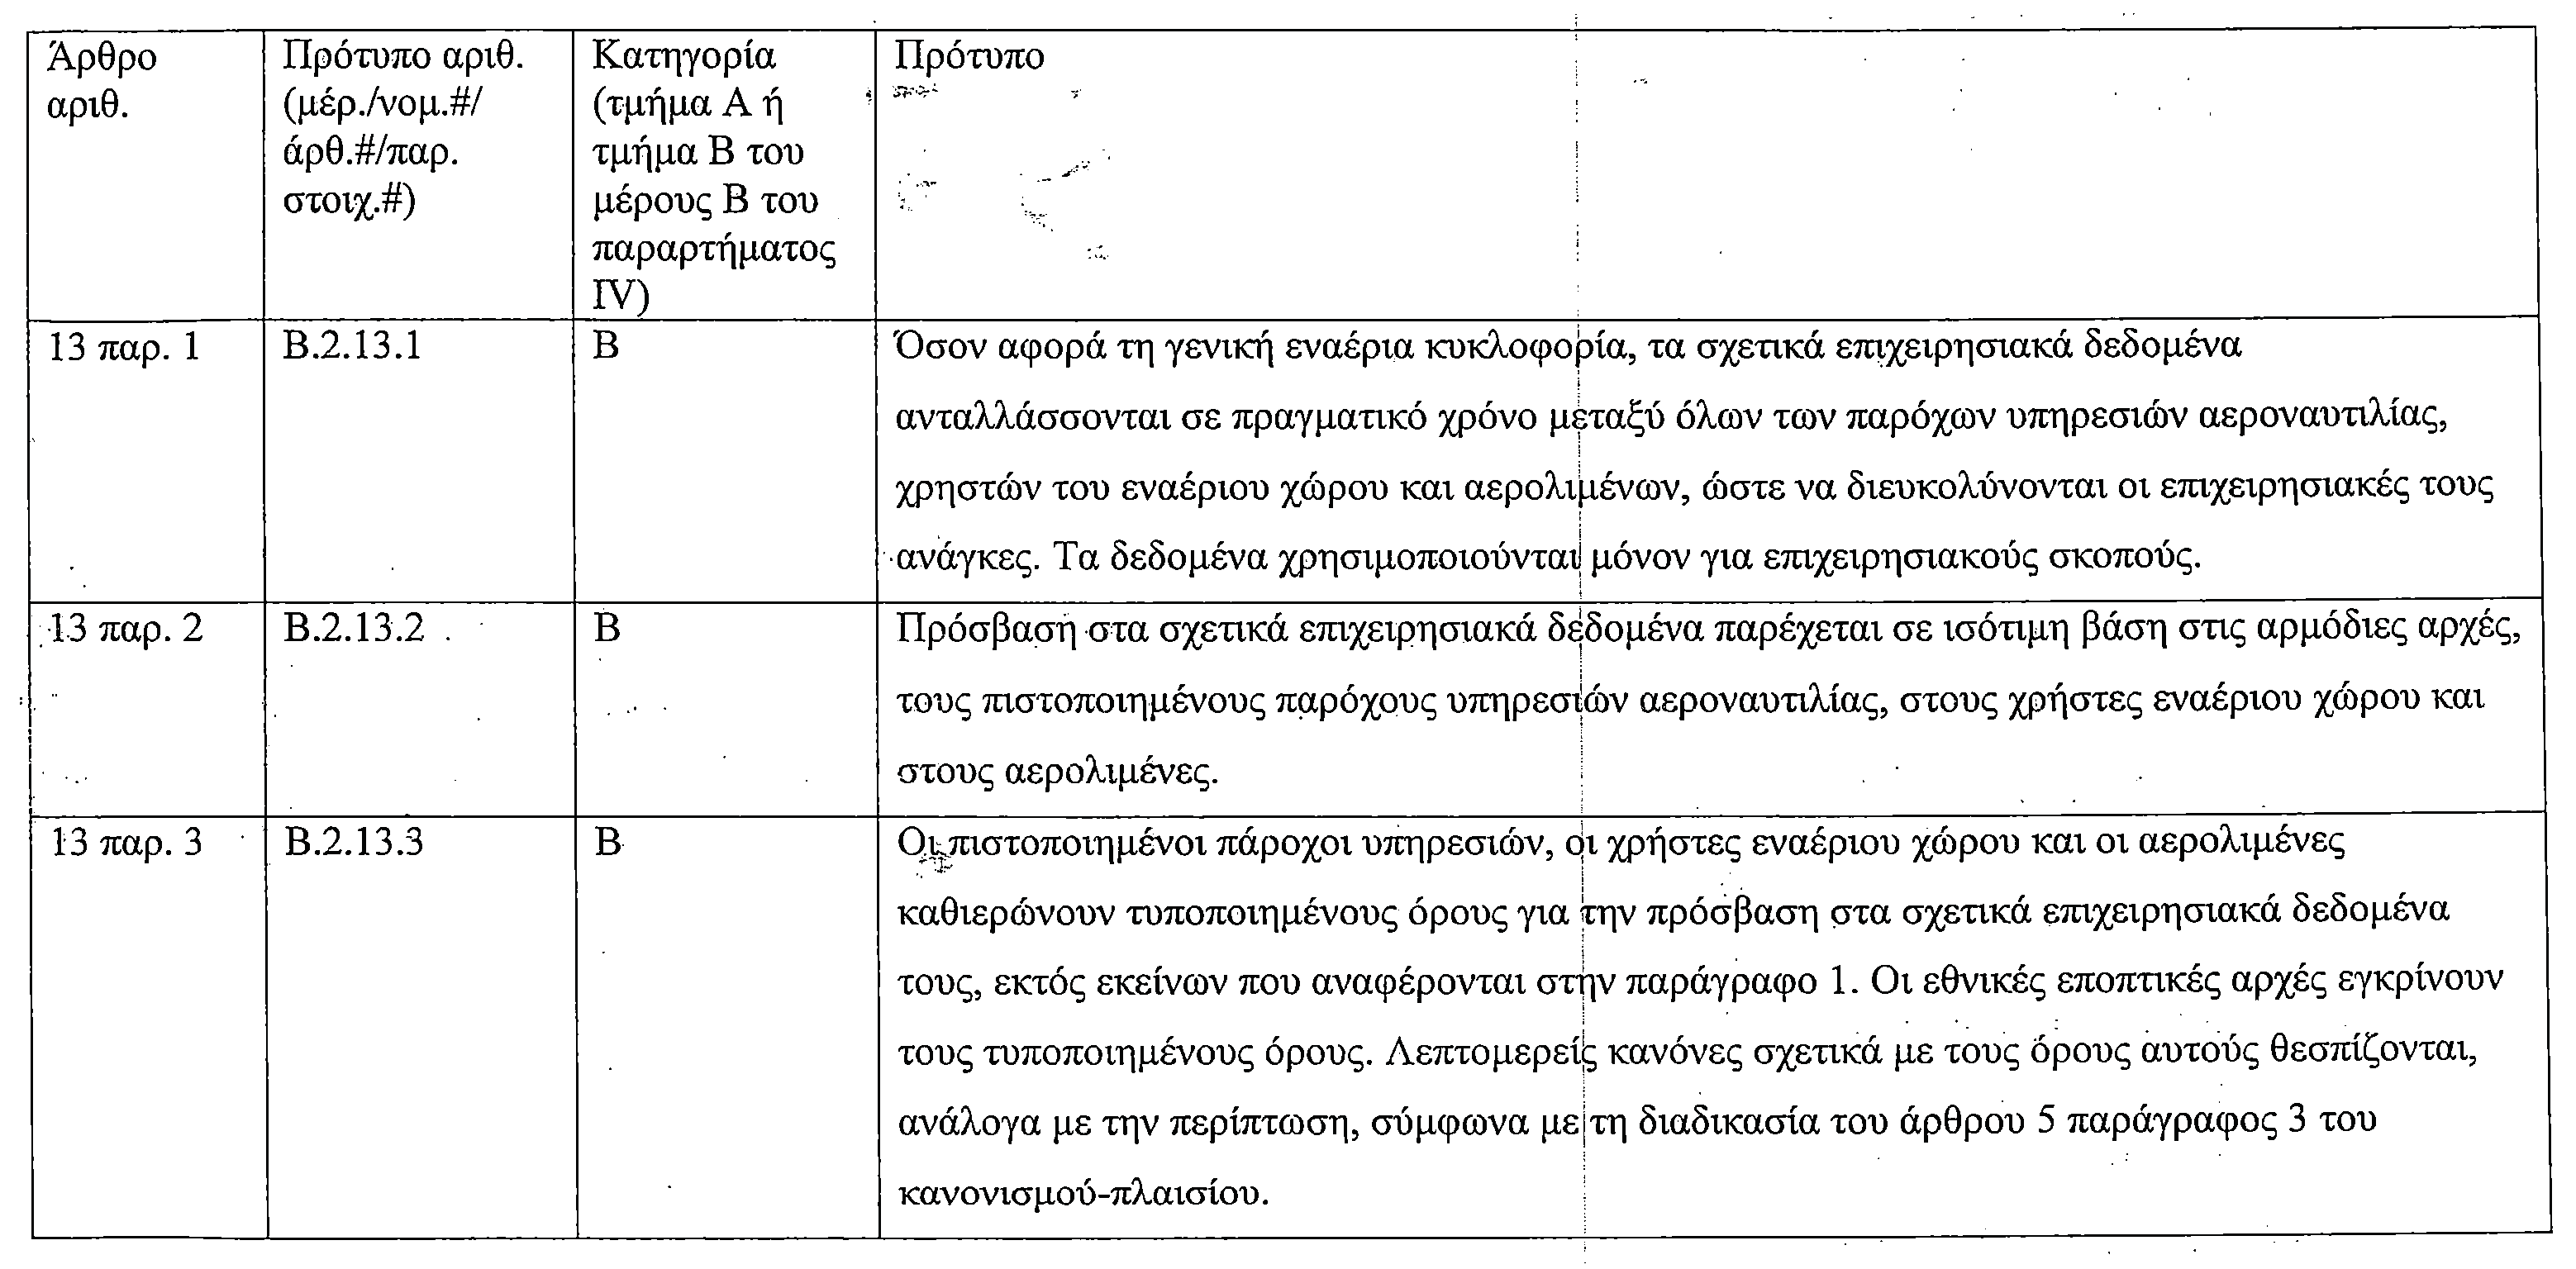 Άρθρο
αριθ.
Πρότυπο αριθ.
(μέρ./νομ.#/
άρθ.#/παρ.
στοιχ.#)
Κατηγορία
(τμήμα Α ή
τμήμα Β του
μέρους Β του
παραρτήματος
IV)
Πρότυπο
13 παρ. 1
Β.2.13.1
Β
Όσον αφορά τη γενική εναέρια κυκλοφορία, τα σχετικά επιχειρησιακά δεδομένα
ανταλλάσσονται σε πραγματικό χρόνο μεταξύ όλων των παρόχων υπηρεσιών αεροναυτιλίας,
χρηστών του εναέριου χώρου και αερολιμένων, ώστε να διευκολύνονται οι επιχειρησιακές τους
ανάγκες. Τα δεδομένα χρησιμοποιούνται μόνον για επιχειρησιακούς σκοπούς.
13 παρ. 2
Β.2.13.2
Β
Πρόσβαση στα σχετικά επιχειρησιακά δεδομένα παρέχεται σε ισότιμη βάση στις αρμόδιες αρχές,
τους πιστοποιημένους παρόχους υπηρεσιών αεροναυτιλίας, στους χρήστες εναέριου χώρου και
στους αερολιμένες.
13 παρ. 3
Β.2.13.3
Β
Οι πιστοποιημένοι πάροχοι υπηρεσιών, οι χρήστες εναέριου χώρου και οι αερολιμένες
καθιερώνουν τυποποιημένους όρους για την πρόσβαση στα σχετικά επιχειρησιακά δεδομένα
τους, εκτός εκείνων που αναφέρονται στην παράγραφο 1. Οι εθνικές εποπτικές αρχές εγκρίνουν
τους τυποποιημένους όρους. Λεπτομερείς κανόνες σχετικά με τους όρους αυτούς θεσπίζονται,
ανάλογα με την περίπτωση, σύμφωνα με τη διαδικασία του άρθρου 5 παράγραφος 3 του
κανονισμού-πλαισίου.